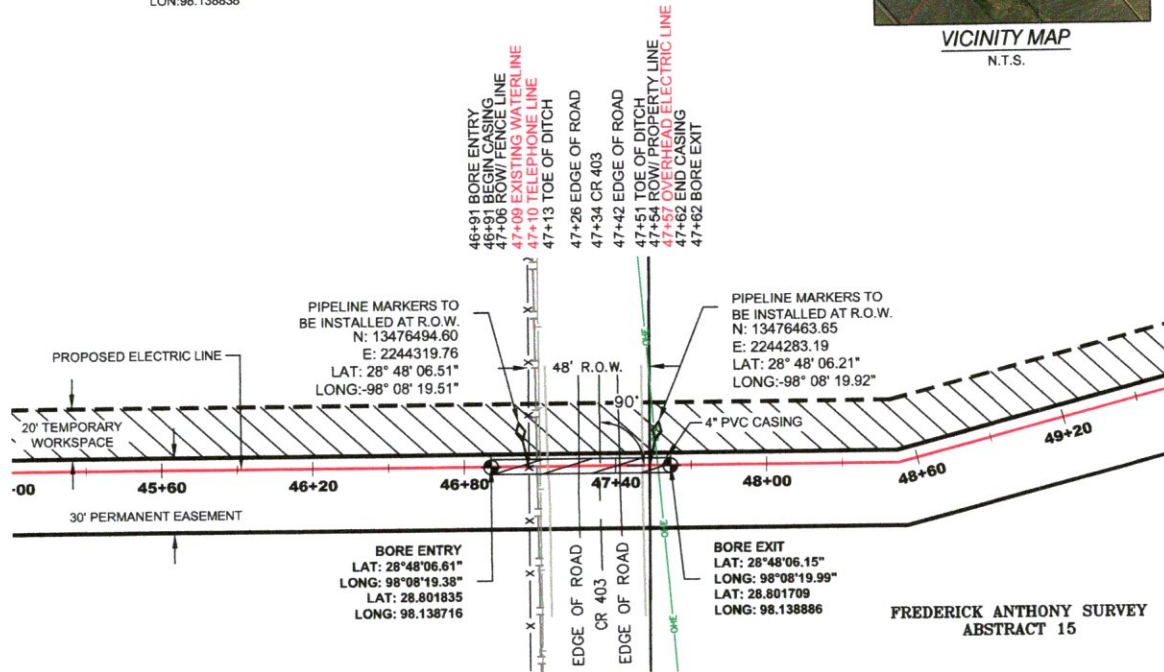 LON:98.138838
VICINITY MAP
N.T.S.
46+91 BORE ENTRY
46+91 BEGIN CASING
47+06 ROW/ FENCE LINE
47+09 EXISTING WATERLINE
47+10 TELEPHONE LINE
47+13 TOE OF DITCH
47+26 EDGE OF ROAD
47+34 CR 403
47+42 EDGE OF ROAD
47+51 TOE OF DITCH
47+54 ROW/ PROPERTY LINE
47+57 OVERHEAD ELECTRIC LINE
47+62 END CASING
47+62 BORE EXIT
PIPELINE MARKERS TO
BE INSTALLED AT R.O.W.
N: 13476494.60
E: 2244319.76
LAT: 28° 48' 06.51"
LONG:-98° 08' 19.51"
PIPELINE MARKERS TO
BE INSTALLED AT R.O.W.
N: 13476463.65
E: 2244283.19
LAT: 28° 48' 06.21"
LONG:-98° 08' 19.92"
PROPOSED ELECTRIC LINE
48' R.O.W.
90'
4" PVC CASING
20' TEMPORARY
WORKSPACE
OHE
OHE
OHE
-00
45+60
46+20
46+80
47+40
48+00
48+60
49+20
30' PERMANENT EASEMENT
BORE ENTRY
LAT: 28°48'06.61"
LONG: 98°08'19.38"
LAT: 28.801835
LONG: 98.138716
EDGE OF ROAD
CR 403
EDGE OF ROAD
BORE EXIT
LAT: 28°48'06.15"
LONG: 98°08'19.99"
LAT: 28.801709
LONG: 98.138886
FREDERICK ANTHONY SURVEY
ABSTRACT 15